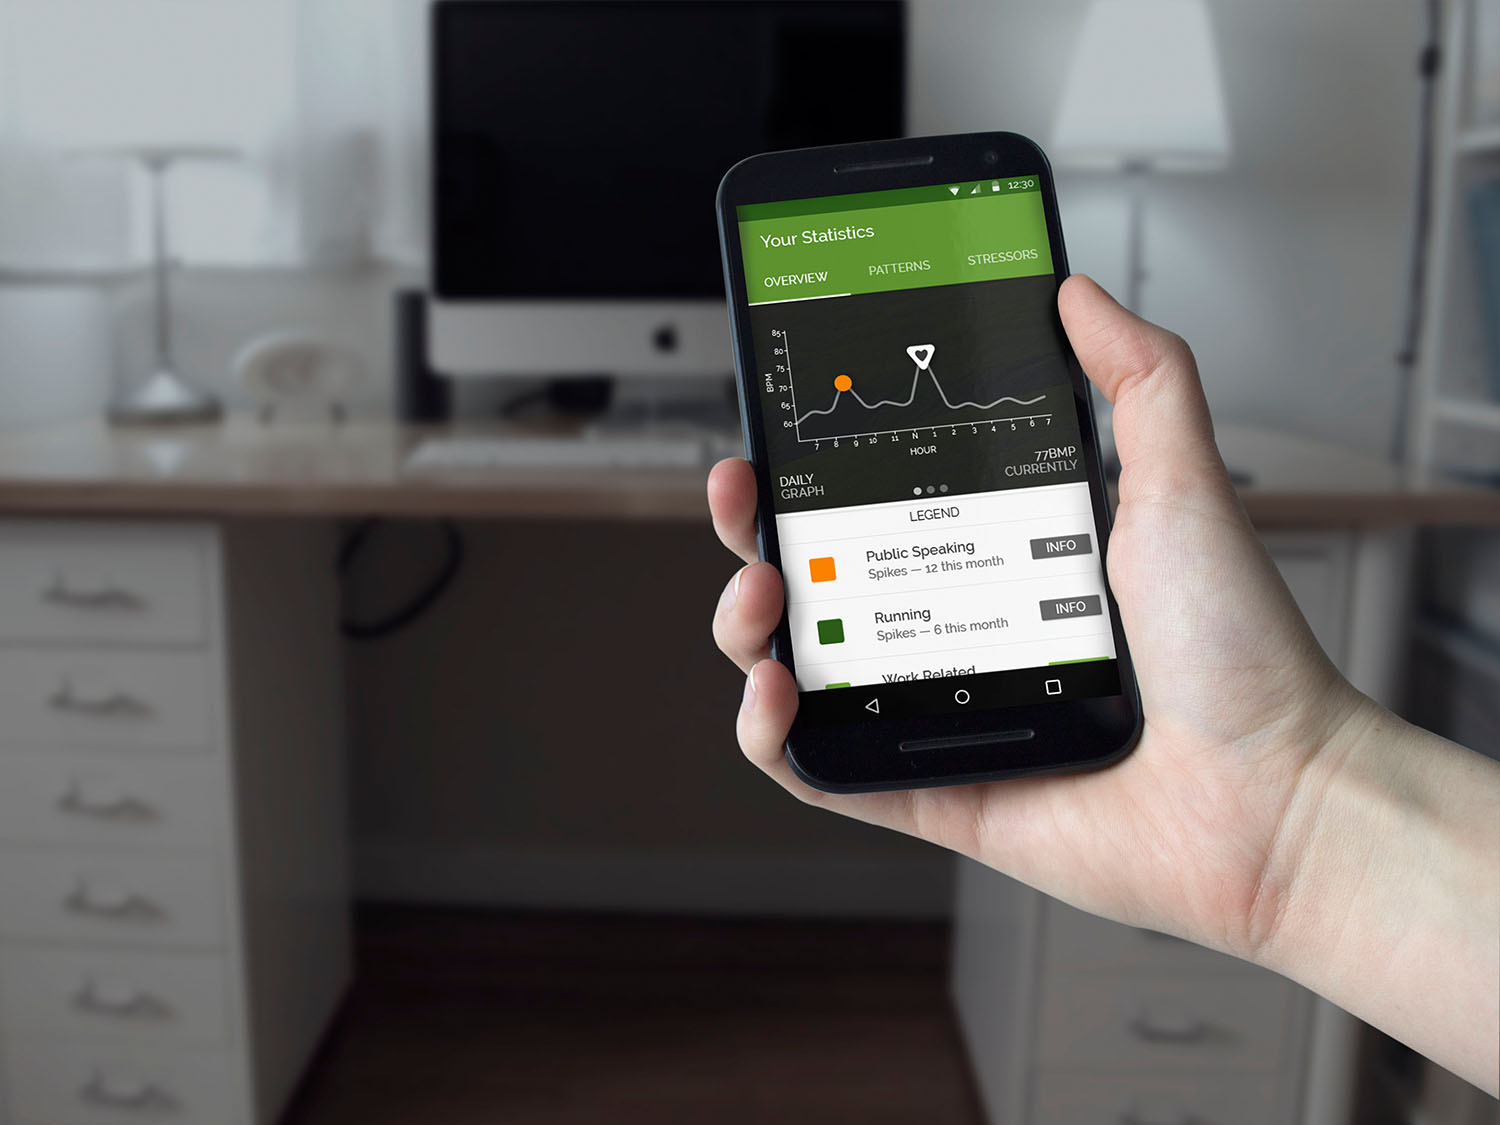 12:30
Your Statistics
OVERVIEW PATTERNS STRESSORS
85
80
75
70
65
60
BPM
7 8 9 10 11 N 1 2 3 4 5 6 7
HOUR
DAILY
GRAPH
77BMP
CURRENTLY
LEGEND
Public Speaking
Spikes — 12 this month
INFO
Running
Spikes — 6 this month
INFO
Work Related